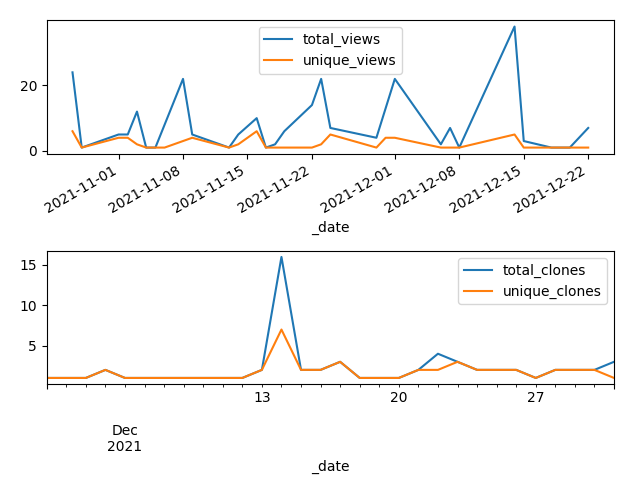 total_views
unique_views
20
0
2021-11-01
2021-11-08
2021-11-15
2021-11-22
2021-12-01
2021-12-08
2021-12-15
2021-12-22
_date
total_clones
unique_clones
15
10
5
13
20
27
Dec
2021
_date